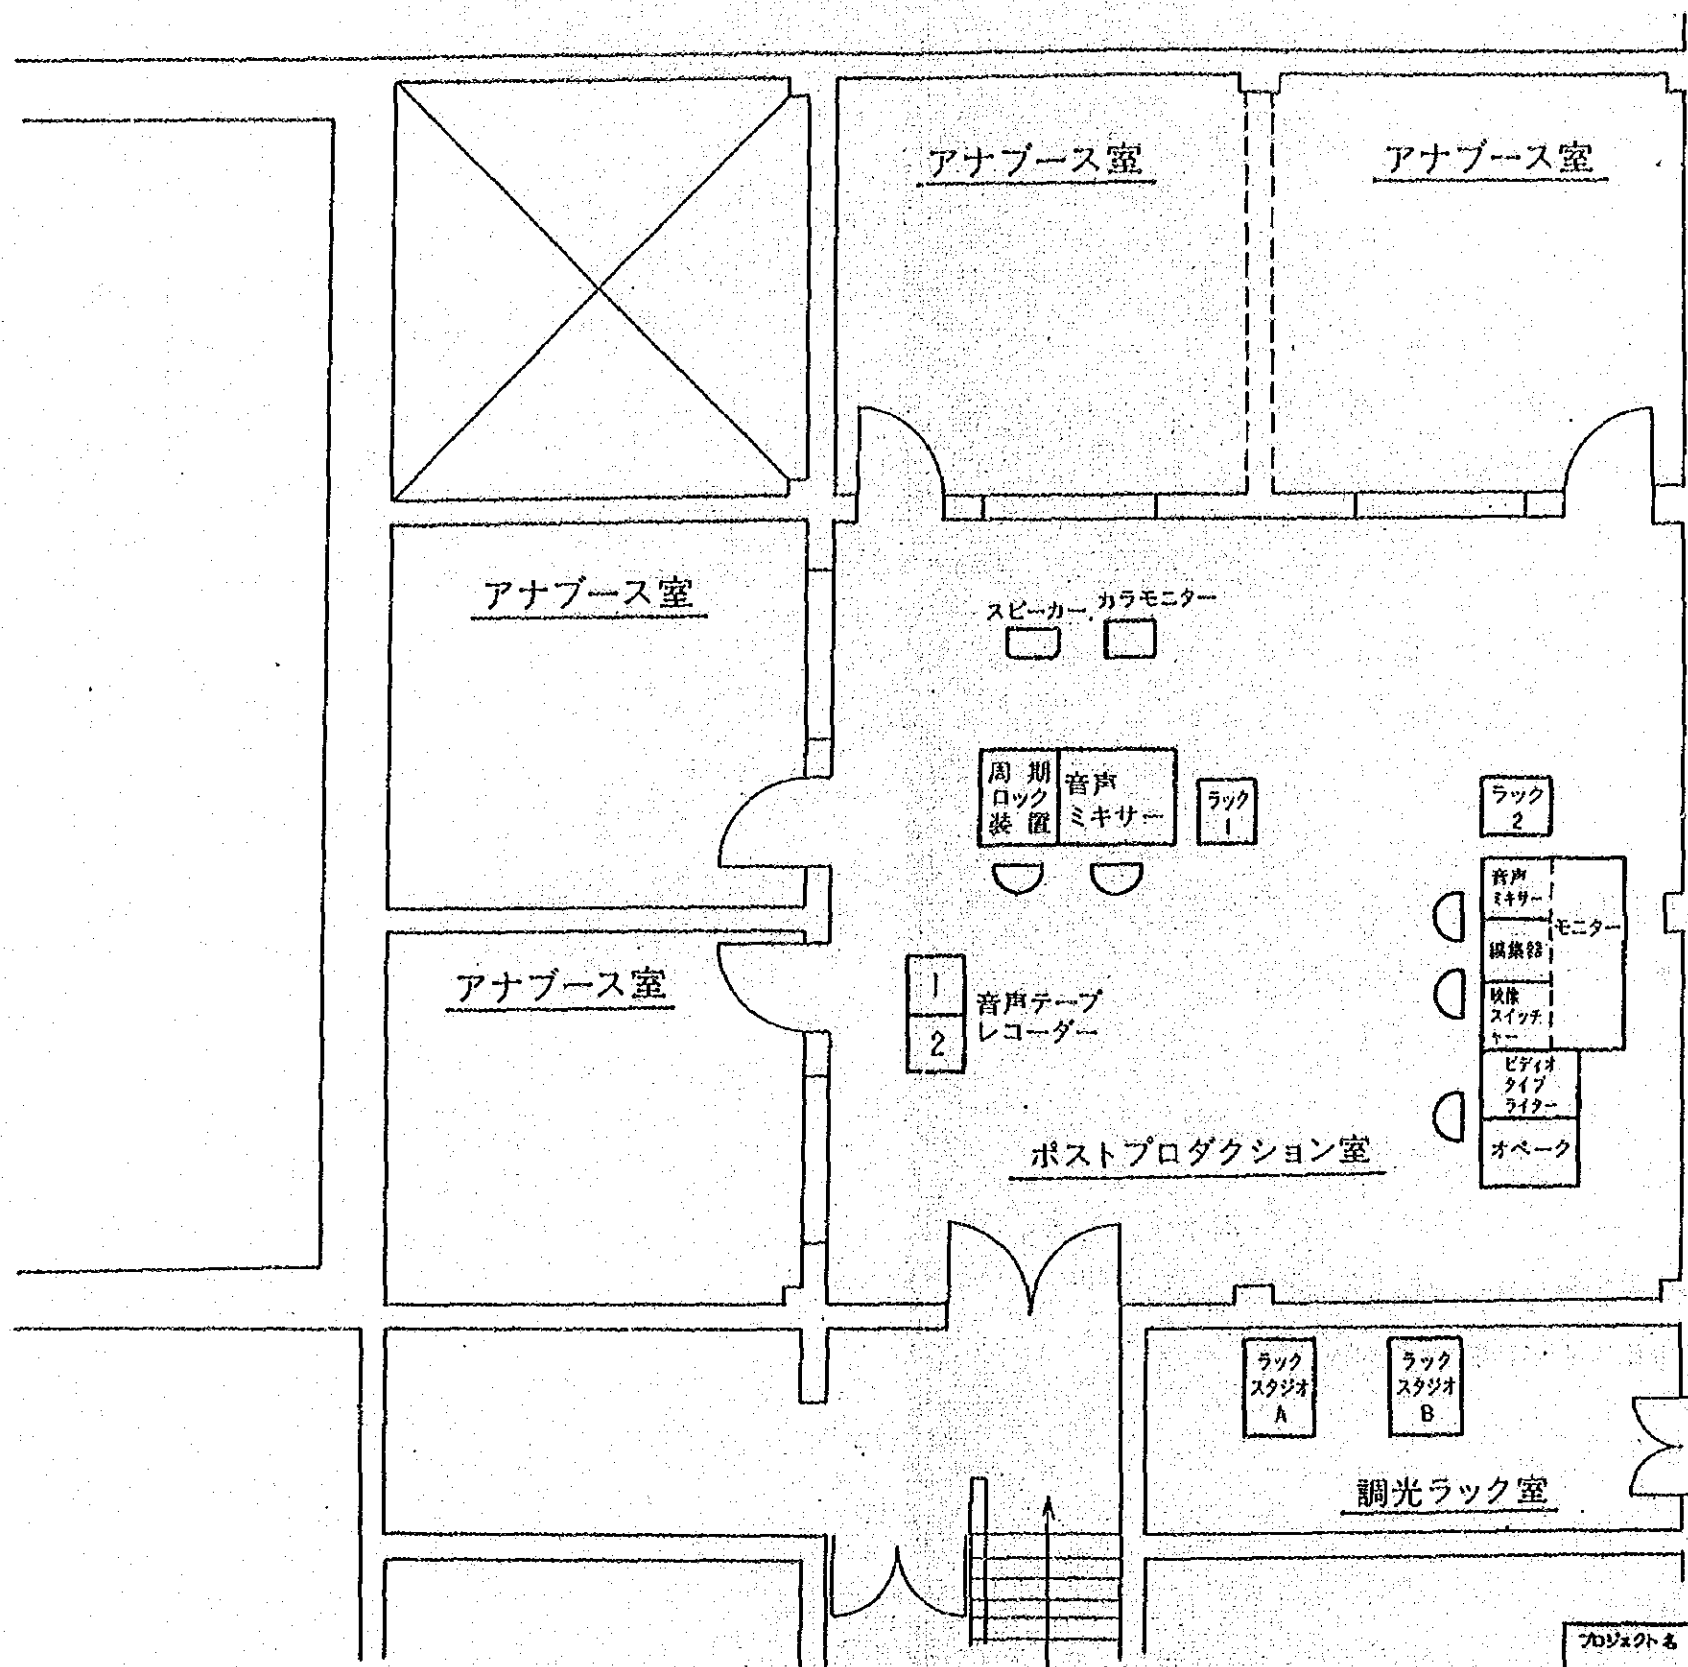 アナブース室
アナブース室
アナブース室
スピーカー
カラモニター
周期
ロック
装置
音声
ミキサー
ラック
1
ラック
2
音声
ミキサー
モニター
編集器
映像
スイッチ
ャー
ビディオ
タイプ
ライター
オペーク
アナブース室
1
2
音声テープ
レコーダー
ポストプロダクション室
ラック
スタジオ
A
ラック
スタジオ
B
調光ラック室
プロジェクト名